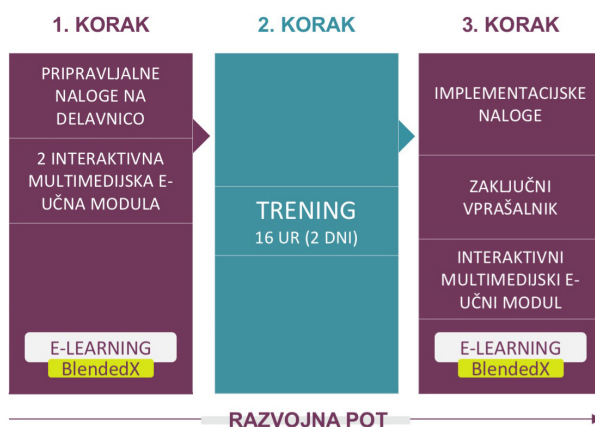 1. KORAK
PRIPRAVLJALNE
NALOGE NA
DELAVNICO
2 INTERAKTIVNA
MULTIMEDIJSKA E-
UČNA MODULA
E-LEARNING
BlendedX
2. KORAK
TRENING
16 UR (2 DNI)
3. KORAK
IMPLEMENTACIJSKE
NALOGE
ZAKLJUČNI
VPRAŠALNIK
INTERAKTIVNI
MULTIMEDIJSKI E-
UČNI MODUL
E-LEARNING
BlendedX
RAZVOJNA POT